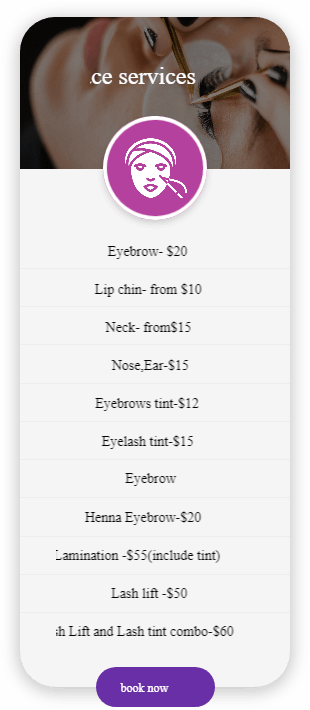 ce services
Eyebrow- $20
Lip chin- from $10
Neck- from$15
Nose,Ear-$15
Eyebrows tint-$12
Eyelash tint-$15
Eyebrow
Henna Eyebrow-$20
Lamination -$55(include tint)
Lash lift -$50
sh Lift and Lash tint combo-$60
book now